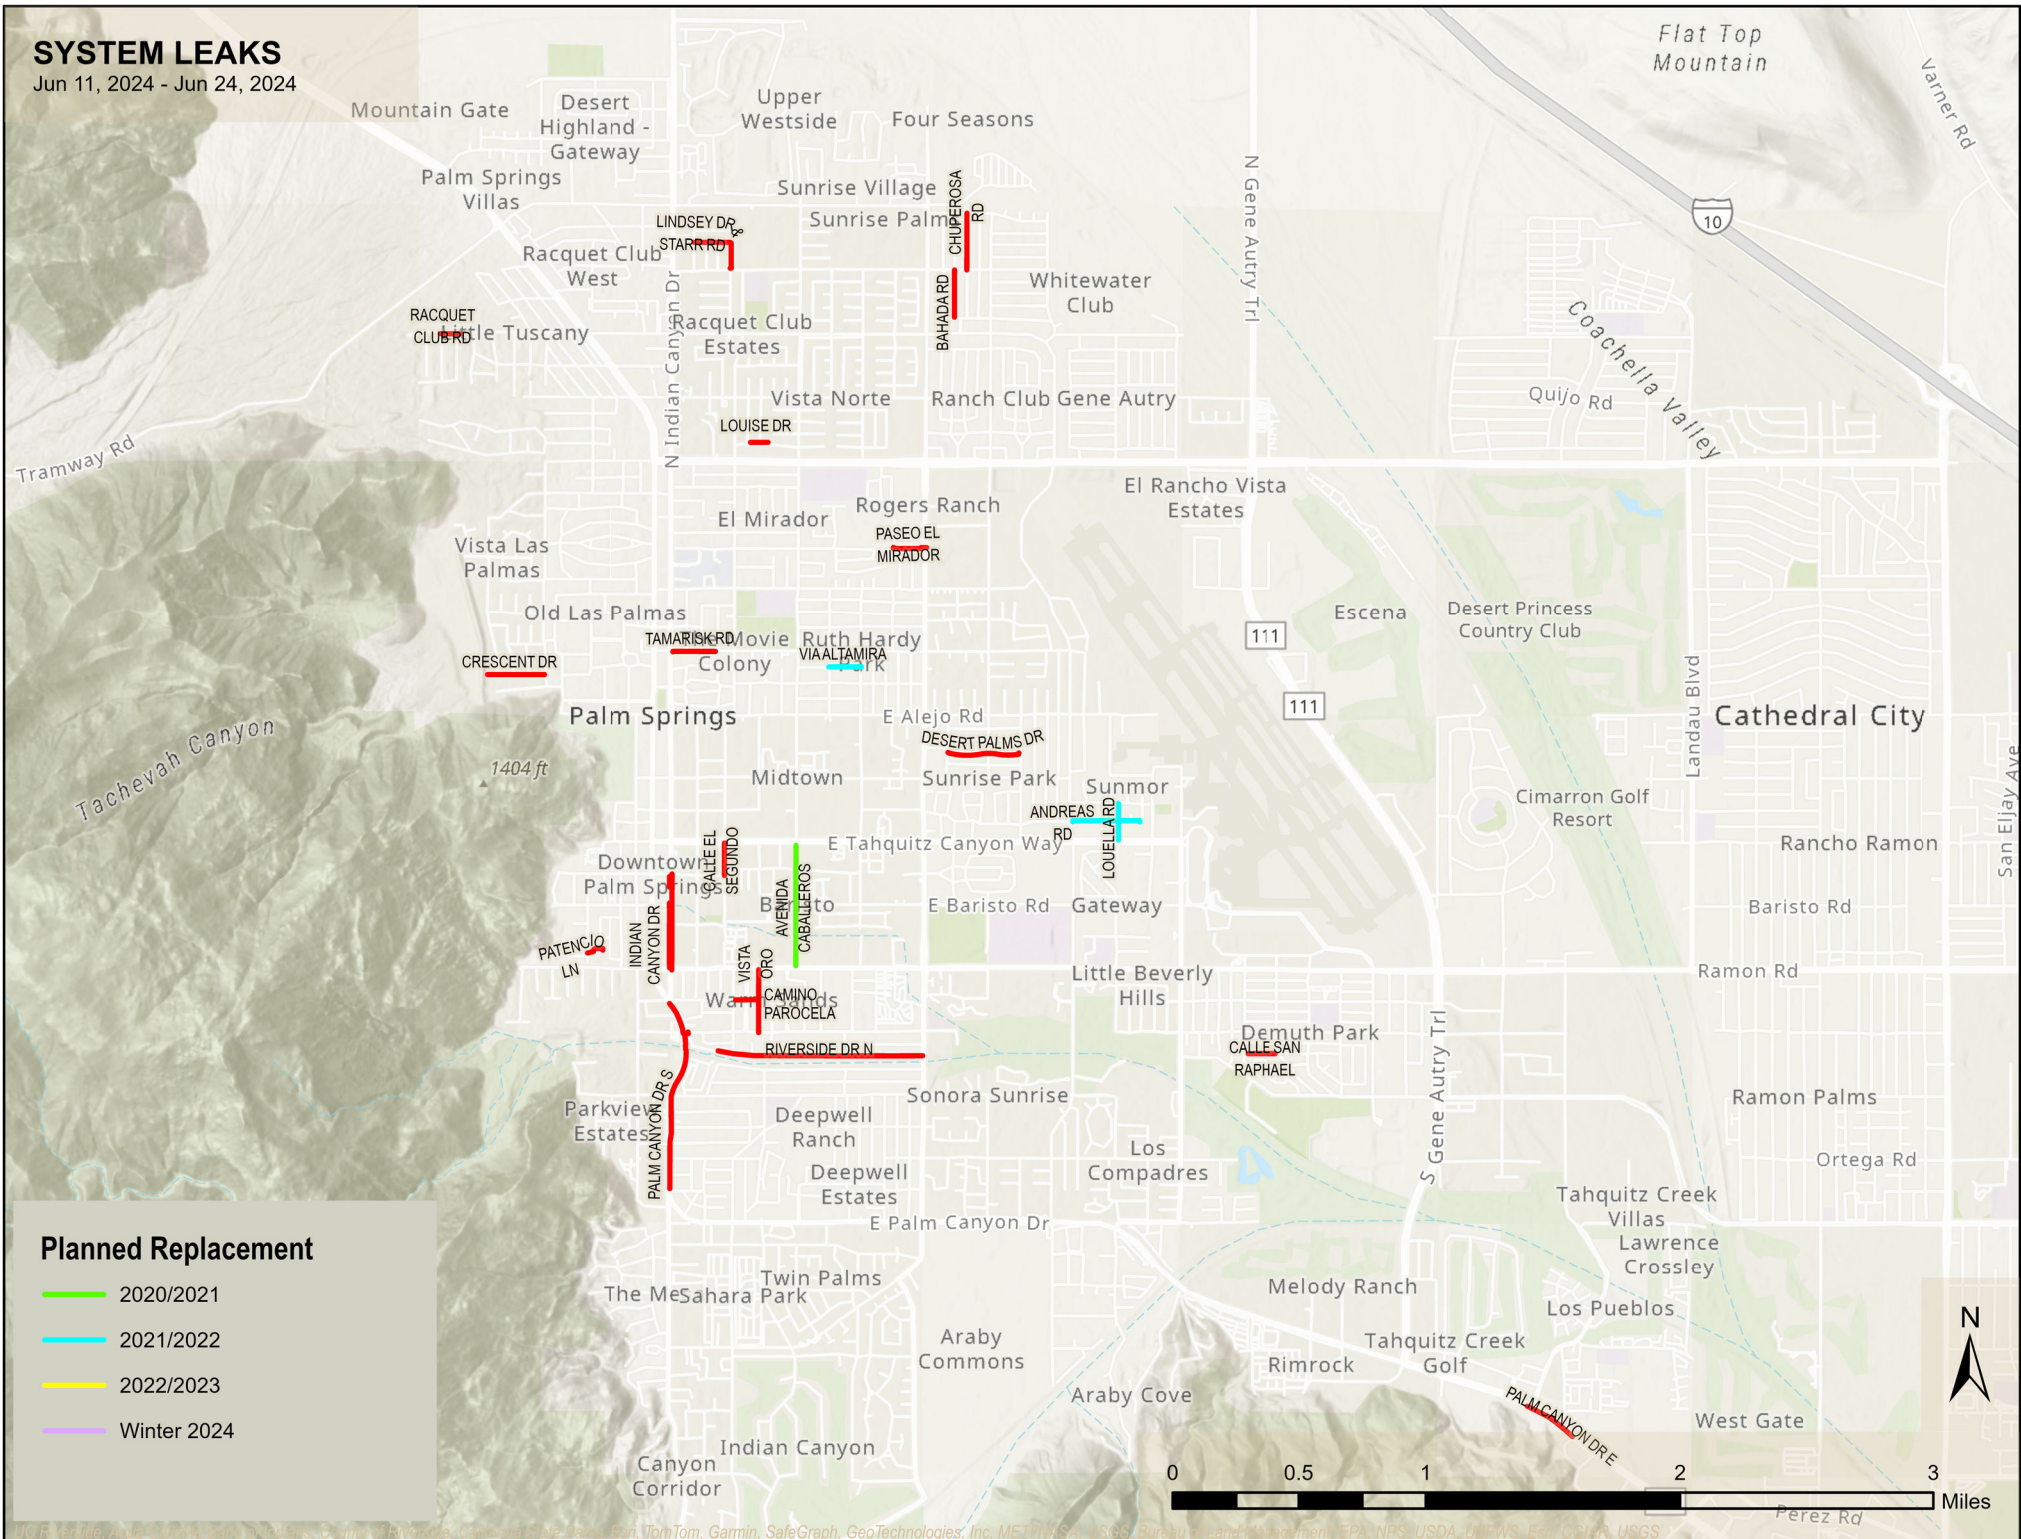 SYSTEM LEAKS
Jun 11, 2024 - Jun 24, 2024
Flat Top
Mountain
Varner Rd
Mountain Gate
Desert
Highland -
Gateway
Upper
Westside
Four Seasons
Palm Springs
Villas
Sunrise Village
Sunrise Palms
CHUPEROSA
RD
N Gene Autry Trl
10
LINDSEY DR &
STARR RD
Racquet Club
West
Whitewater
Club
BAHADA RD
RACQUET
CLUB RD
Little Tuscany
N Indian Canyon Dr
Racquet Club
Estates
Coachella Valley
Vista Norte
Ranch Club
Gene Autry
Quijo Rd
LOUISE DR
Tramway Rd
El Rancho Vista
Estates
El Mirador
Rogers Ranch
PASEO EL
MIRADOR
Vista Las
Palmas
Old Las Palmas
TAMARISK RD
The Movie
Colony
Ruth Hardy
Park
VIA ALTAMIRA
111
Escena
Desert Princess
Country Club
CRESCENT DR
Palm Springs
E Alejo Rd
111
Landau Blvd
Cathedral City
DESERT PALMS DR
Tachevah Canyon
1404 ft
Midtown
Sunrise Park
Sunmor
ANDREAS
RD
LOUELLA RD
Cimarron Golf
Resort
San Eljay Ave
Rancho Ramon
E Tahquitz Canyon Way
CALLE EL
SEGUNDO
Downtown
Palm Springs
AVENIDA
CABALLEROS
Baristo
E Baristo Rd
Gateway
Baristo Rd
INDIAN
CANYON DR
PATENCIO
LN
VISTA
ORO
Little Beverly
Hills
Ramon Rd
Warm Sands
CAMINO
PAROCELA
Demuth Park
RIVERSIDE DR N
CALLE SAN
RAPHAEL
S Gene Autry Trl
PALM CANYON DR S
Parkview
Estates
Sonora Sunrise
Ramon Palms
Deepwell
Ranch
Los
Compadres
Deepwell
Estates
Ortega Rd
Tahquitz Creek
Villas
E Palm Canyon Dr
Lawrence
Crossley
Planned Replacement
2020/2021
2021/2022
2022/2023
Winter 2024
Twin Palms
Sahara Park
Melody Ranch
Los Pueblos
Araby
Commons
Tahquitz Creek
Golf
Rimrock
Araby Cove
N
PALM CANYON DR E
West Gate
Indian Canyon
Canyon
Corridor
0 0.5 1 2 3
Miles
Perez Rd